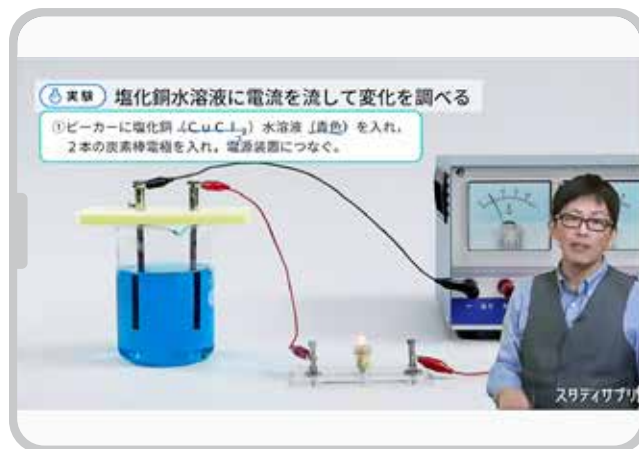 実験 塩化銅水溶液に電流を流して変化を調べる
①ビーカーに塩化銅(CuCl₂)水溶液(青色)を入れ、
2本の炭素棒電極を入れ、電源装置につなぐ。
A
スタディサプリ